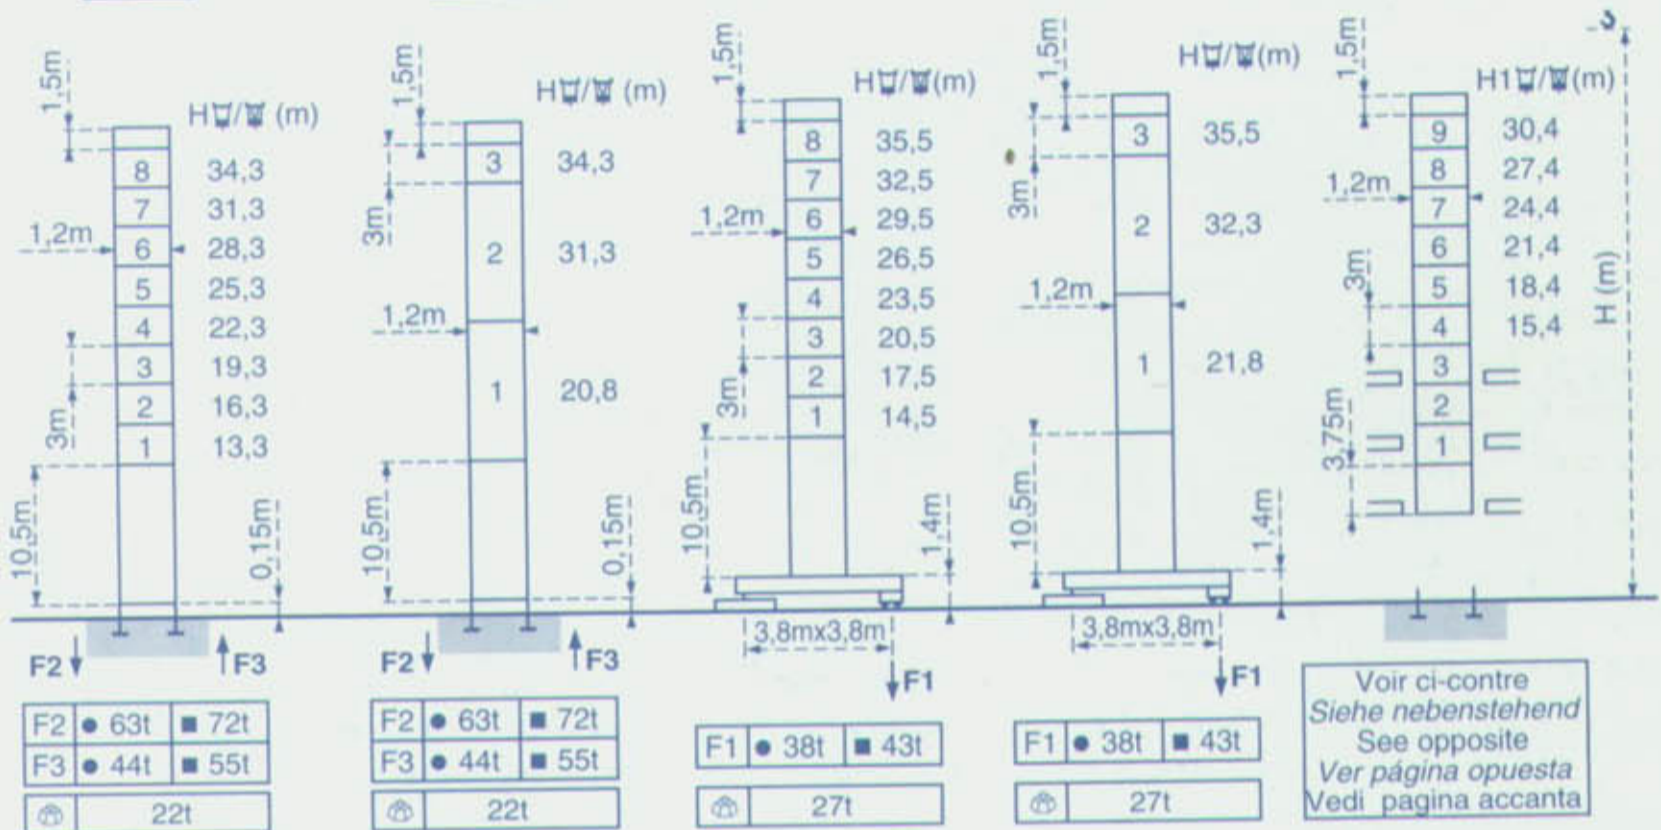 1,5m
H / (m)
8 34,3
7 31,3
1,2m 6 28,3
5 25,3
4 22,3
3 19,3
3m 2 16,3
1 13,3
10,5m
0,15m
F2 F3
F2 ● 63t ■ 72t
F3 ● 44t ■ 55t
22t
1,5m
H / (m)
3 34,3
3m
2 31,3
1,2m
1 20,8
10,5m
0,15m
F2 F3
F2 ● 63t ■ 72t
F3 ● 44t ■ 55t
22t
1,5m
H / (m)
8 35,5
7 32,5
1,2m 6 29,5
5 26,5
4 23,5
3 20,5
3m 2 17,5
1 14,5
10,5m
1,4m
3,8mx3,8m
F1
F1 ● 38t ■ 43t
27t
1,5m
H / (m)
3 35,5
3m
2 32,3
1,2m
1 21,8
10,5m
1,4m
3,8mx3,8m
F1
F1 ● 38t ■ 43t
27t
1,5m
H1 / (m)
9 30,4
8 27,4
1,2m 7 24,4
6 21,4
3m 5 18,4
4 15,4
3
2
3,75m 1
H (m)
Voir ci-contre
Siehe nebenstehend
See opposite
Ver página opuesta
Vedi pagina accanta